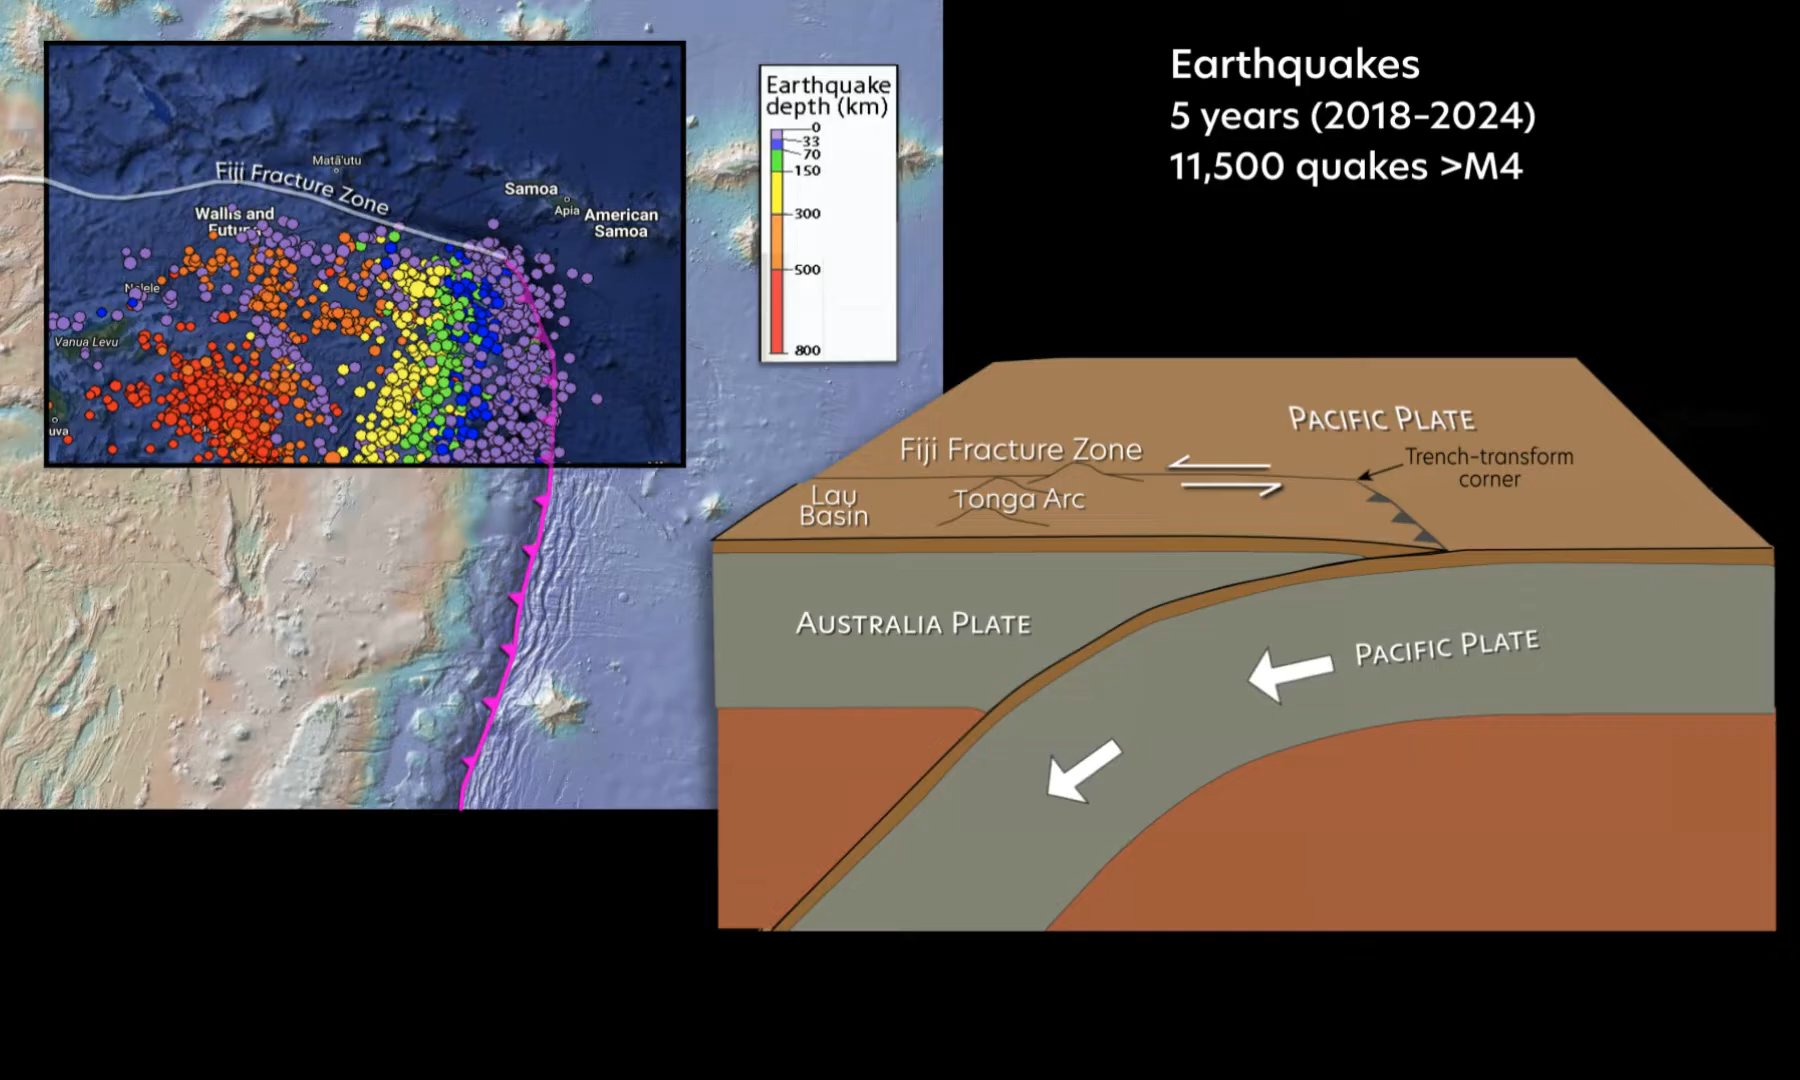 Earthquakes
5 years (2018-2024)
11,500 quakes >M4
Earthquake
depth (km)
0
33
70
150
300
500
800
Matā'utu
Fiji Fracture Zone
Samoa
Apia
American
Samoa
Wallis and
Vanua Levu
uva
PACIFIC PLATE
Fiji Fracture Zone
Trench-transform
corner
Lau
Basin
Tonga Arc
AUSTRALIA PLATE
PACIFIC PLATE